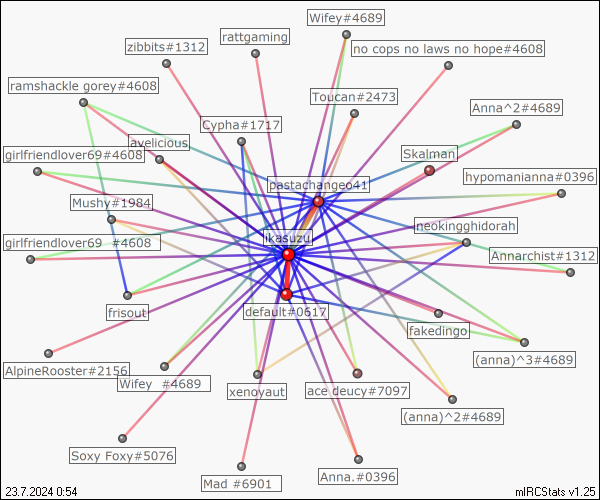 Wifey#4689
rattgaming
zibbits#1312
no cops no laws no hope#4608
ramshackle gorey#4608
Toucan#2473
Anna^2#4689
Cypha#1717
avelicious
girlfriendlover69#4608
Skalman
hypomanianna#0396
pastachangeo41
Mushy#1984
neokingghidorah
ikasuzu
girlfriendlover69 #4608
Annarchist#1312
frisout
default#0617
fakedingo
(anna)^3#4689
AlpineRooster#2156
Wifey #4689
xenoyaut
ace deucy#7097
(anna)^2#4689
Soxy Foxy#5076
Mad #6901
Anna.#0396
23.7.2024 0:54
mIRCStats v1.25